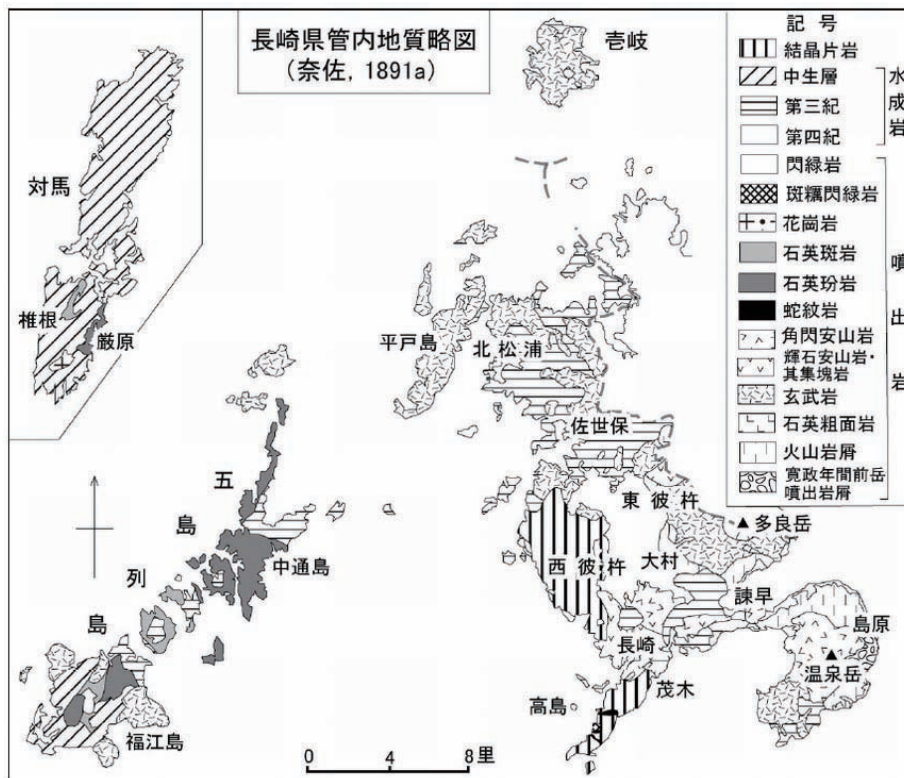 長崎県管内地質略図
(奈佐, 1891a)
壱岐
対馬
椎根
厳原
平戸島
北松浦
佐世保
東彼杵
多良岳
西彼杵
大村
諫早
島原
温泉岳
長崎
茂木
高島
五島列島
中通島
福江島
0 4 8里
記号
結晶片岩
中生層
第三紀
第四紀
水成岩
閃緑岩
斑糲閃緑岩
花崗岩
石英斑岩
石英玢岩
蛇紋岩
角閃安山岩
輝石安山岩・
其集塊岩
玄武岩
石英粗面岩
火山岩屑
寛政年間前岳
噴出岩屑
噴出岩